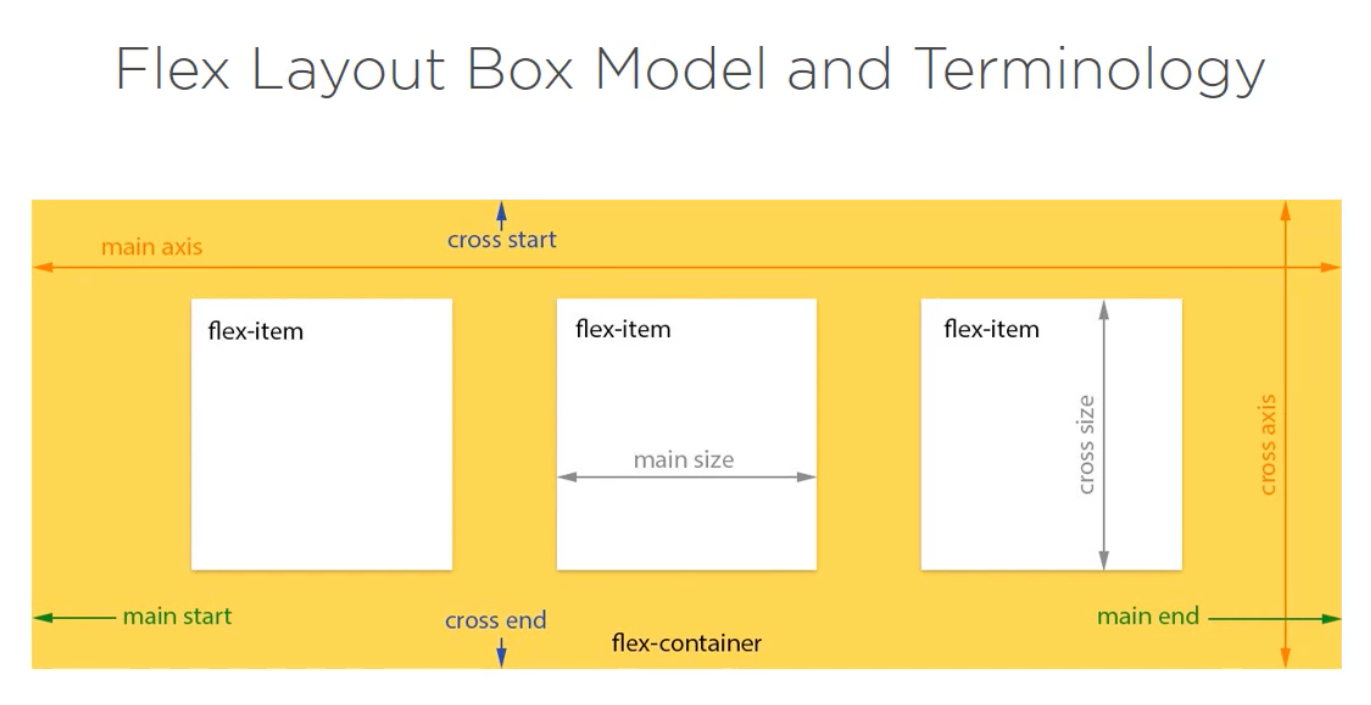 Flex Layout Box Model and Terminology
cross start
main axis
flex-item
flex-item
flex-item
main size
cross size
cross axis
main start
cross end
main end
flex-container